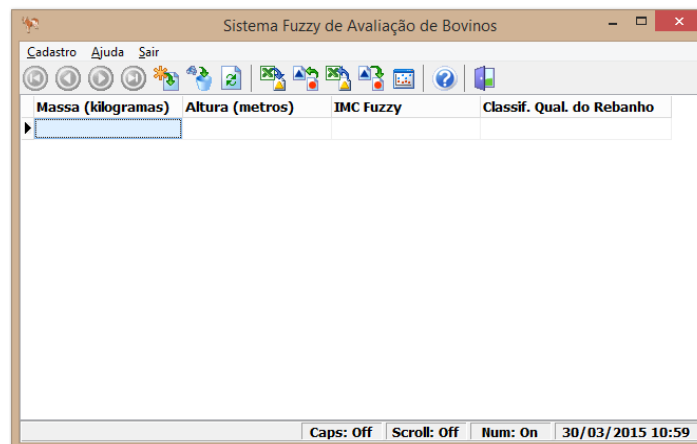 Sistema Fuzzy de Avaliação de Bovinos
Cadastro Ajuda Sair
Massa (kilogramas) Altura (metros) IMC Fuzzy Classif. Qual. do Rebanho
Caps: Off Scroll: Off Num: On 30/03/2015 10:59